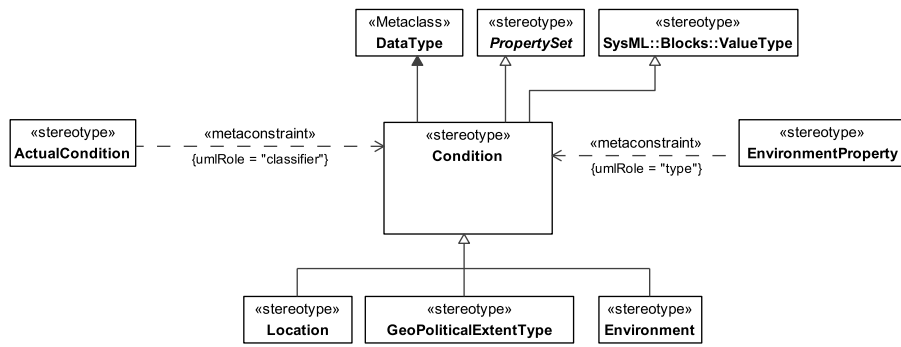 «Metaclass»
DataType
«stereotype»
PropertySet
«stereotype»
SysML::Blocks::ValueType
«stereotype»
ActualCondition
«metaconstraint»
{umlRole = "classifier"}
«stereotype»
Condition
«metaconstraint»
{umlRole = "type"}
«stereotype»
EnvironmentProperty
«stereotype»
Location
«stereotype»
GeoPoliticalExtentType
«stereotype»
Environment